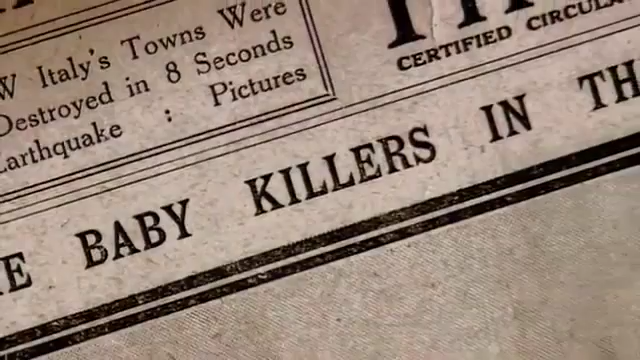 W Italy's Towns Were
Destroyed in 8 Seconds
Earthquake : Pictures
CERTIFIED CIRCULA
E BABY KILLERS IN TH